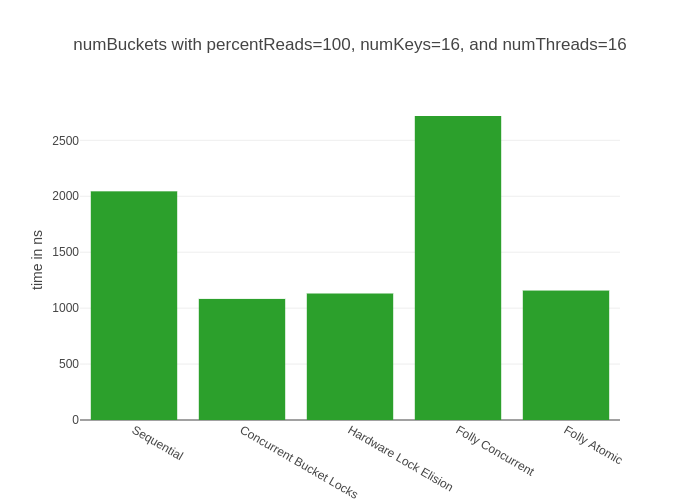 numBuckets with percentReads=100, numKeys=16, and numThreads=16
time in ns
2500
2000
1500
1000
500
0
Sequential
Concurrent Bucket Locks
Hardware Lock Elision
Folly Concurrent
Folly Atomic